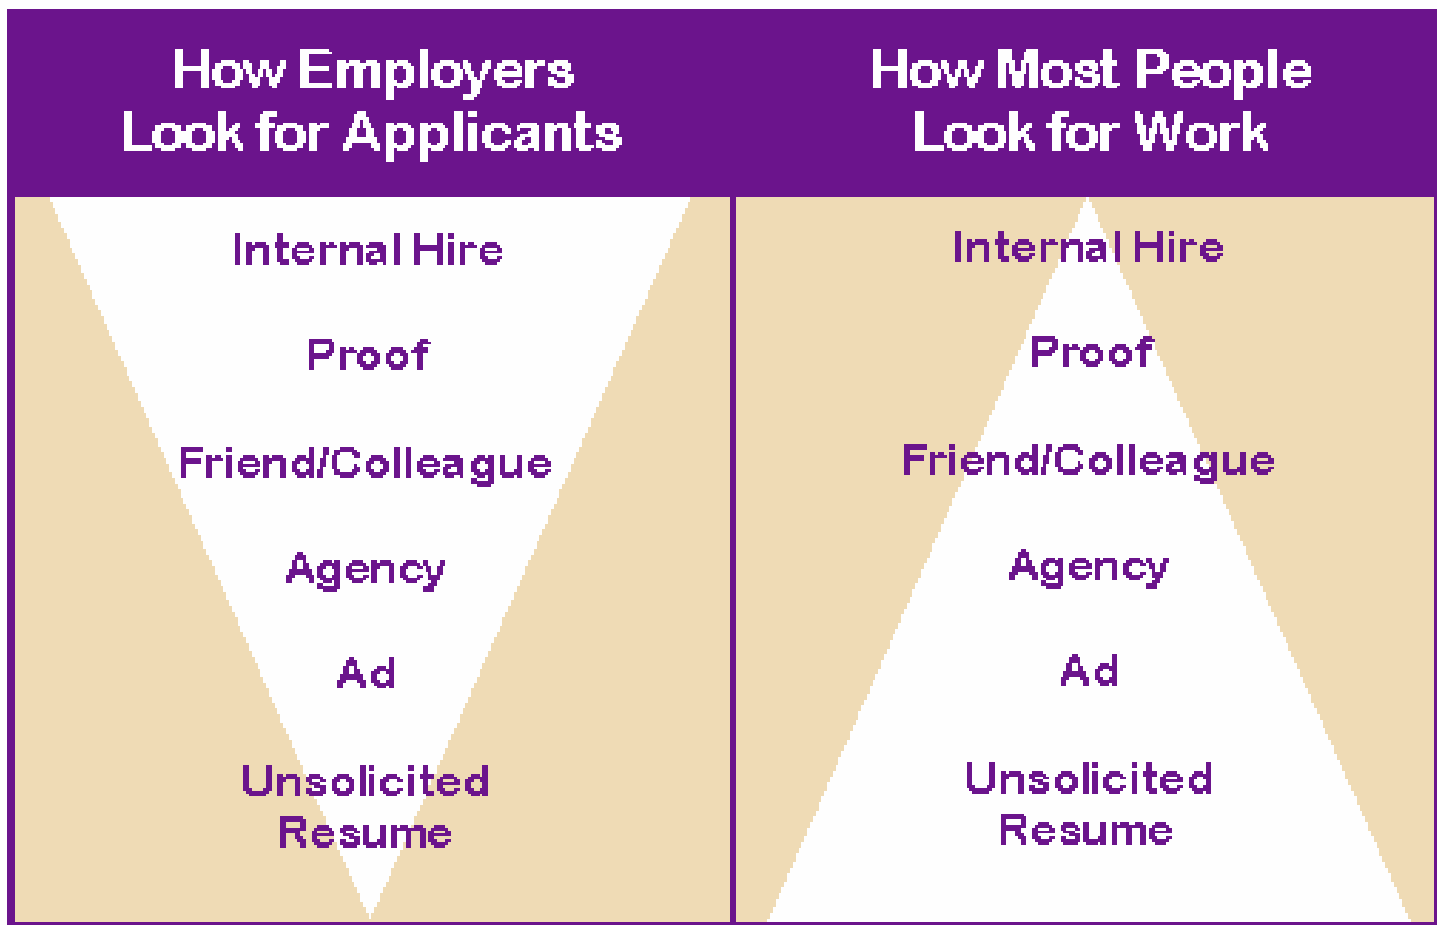 How Employers
Look for Applicants
Internal Hire
Proof
Friend/Colleague
Agency
Ad
Unsolicited
Resume
How Most People
Look for Work
Internal Hire
Proof
Friend/Colleague
Agency
Ad
Unsolicited
Resume